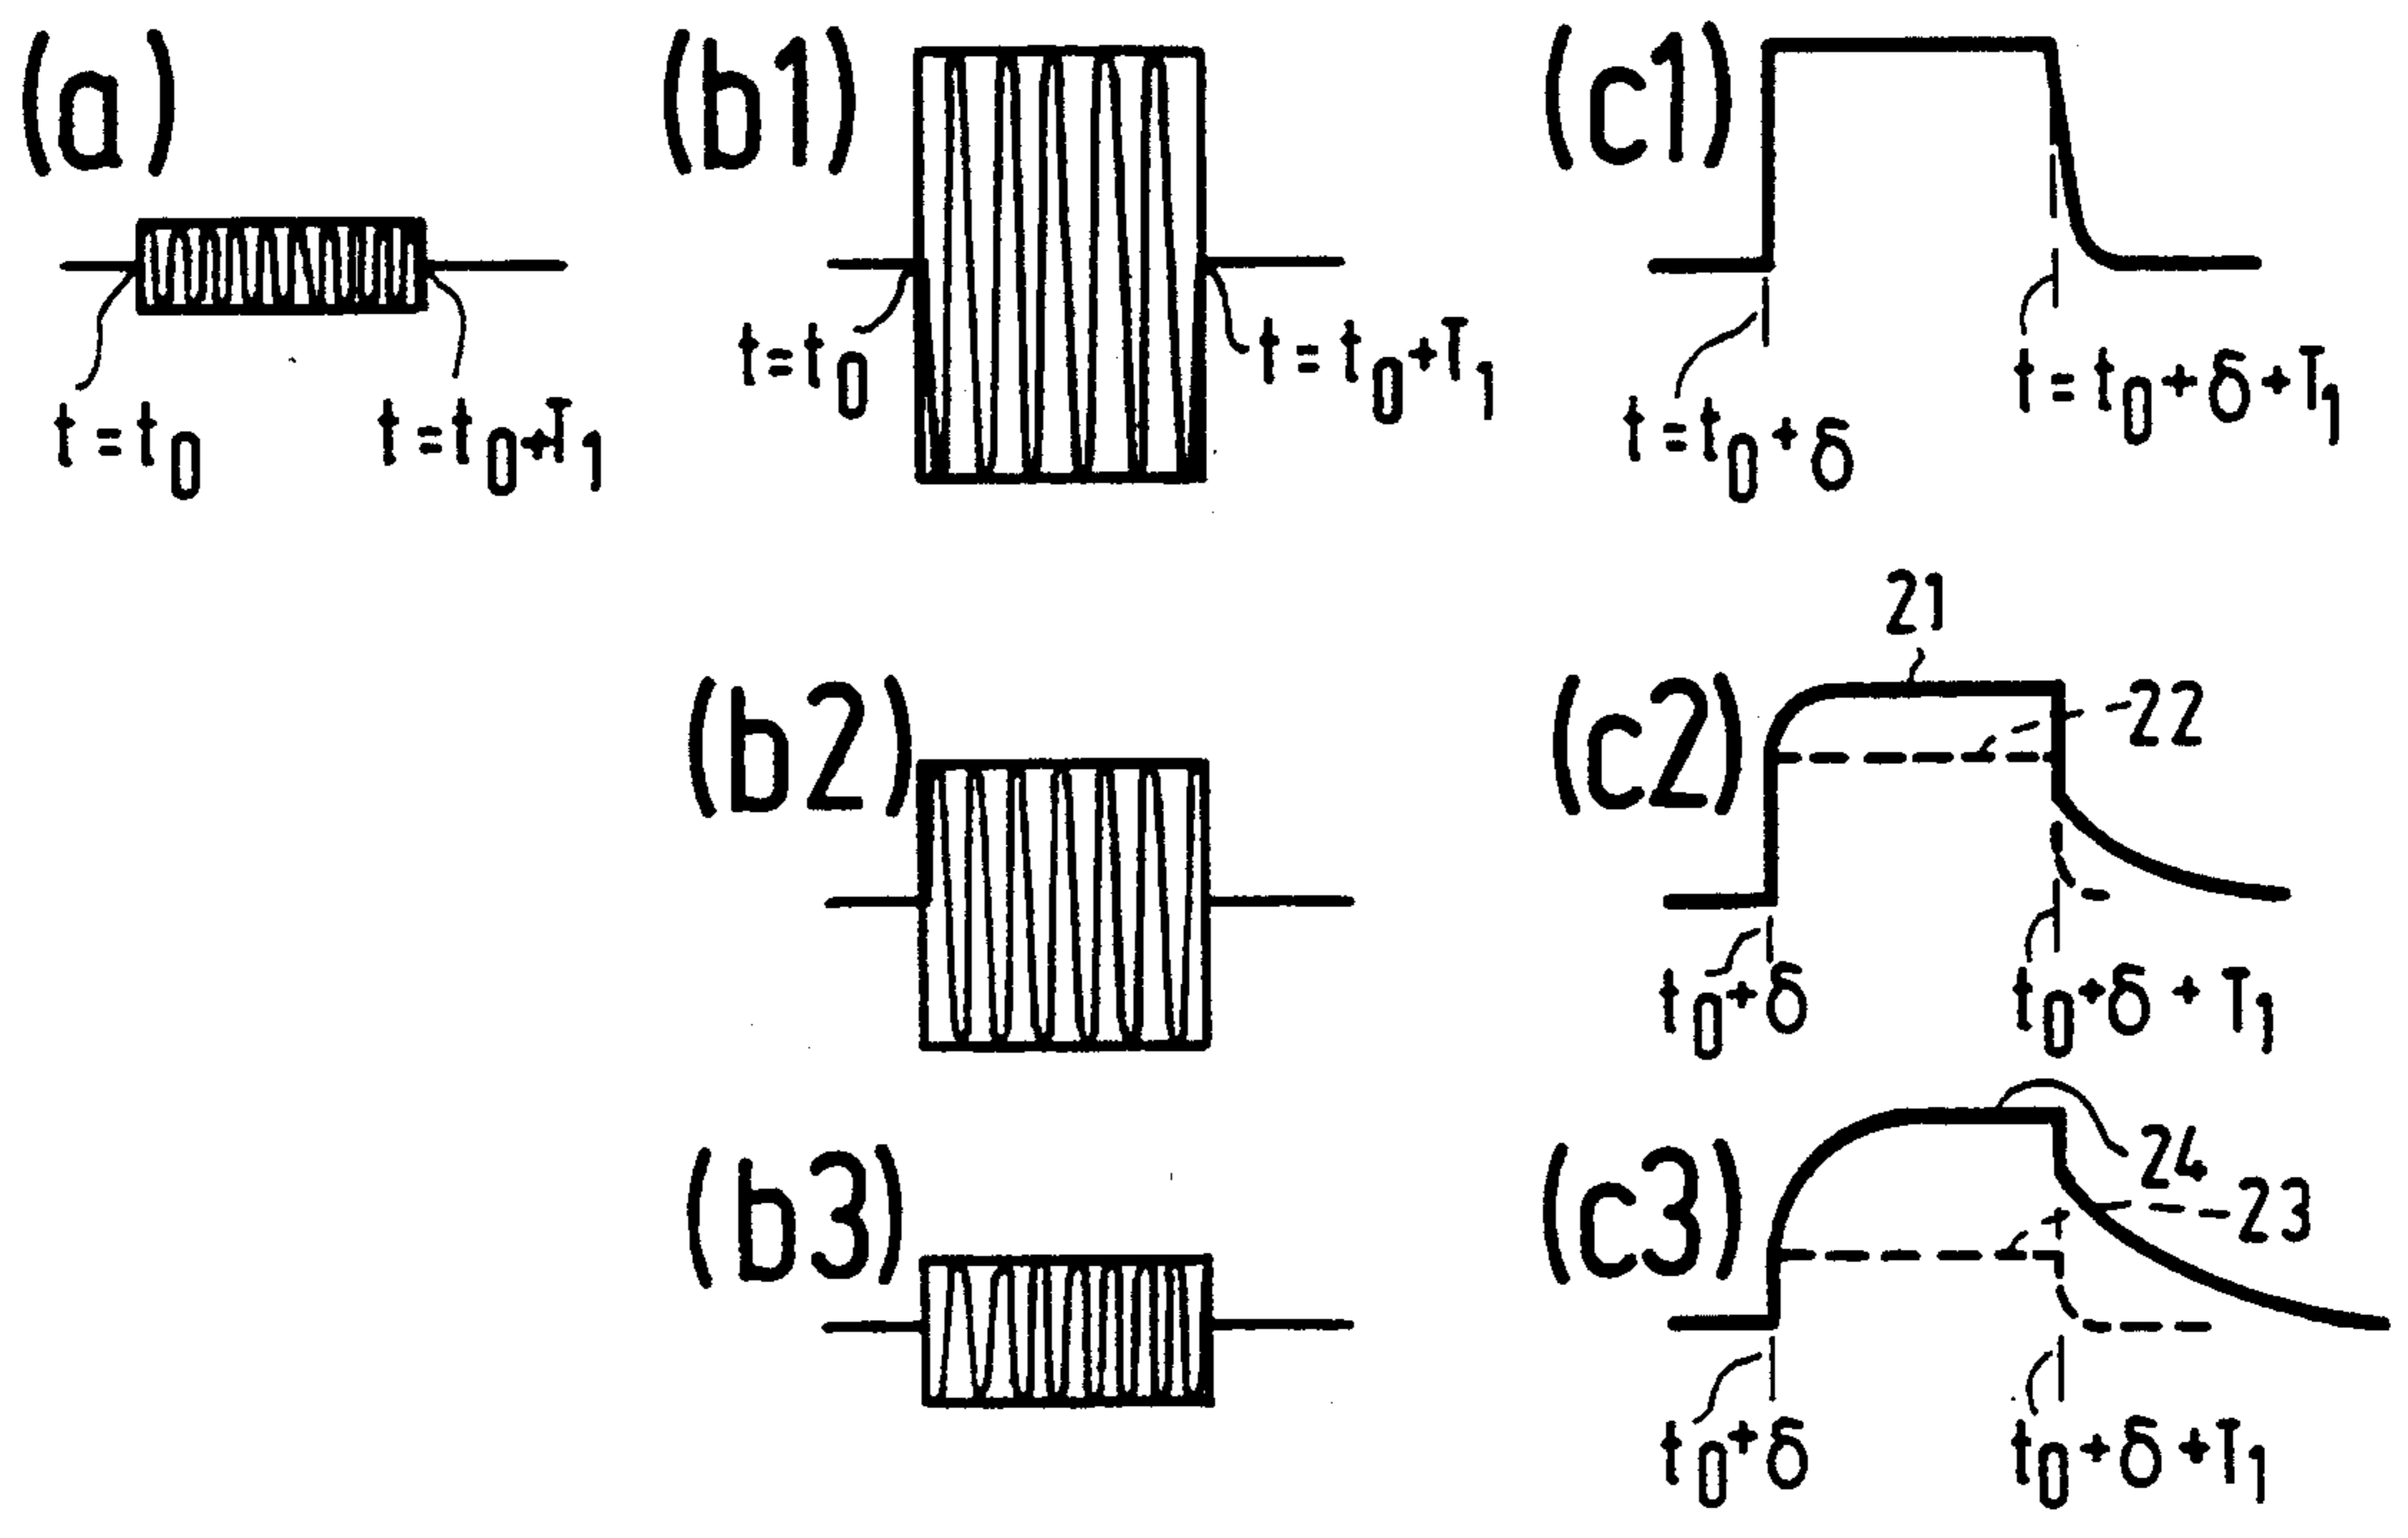 (a)
(b1)
(c1)
t=t0
t=t0+T1
t=t0
t=t0+T1
t=t0+δ
t=t0+δ+T1
21
(b2)
(c2)
22
t0+δ
t0+δ+T1
(b3)
(c3)
24
23
t0+δ
t0+δ+T1